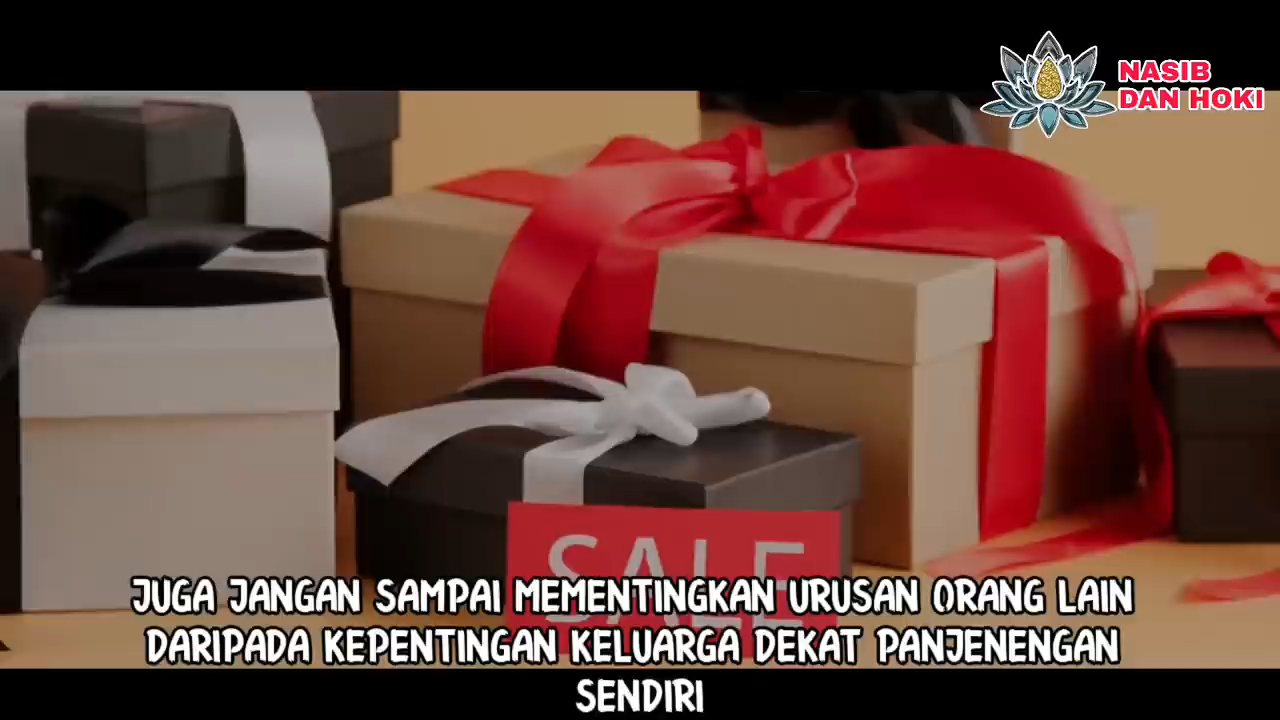 NASIB
DAN HOKI
SALE
JUGA JANGAN SAMPAI MEMENTINGKAN URUSAN ORANG LAIN
DARIPADA KEPENTINGAN KELUARGA DEKAT PANJENENGAN
SENDIRI